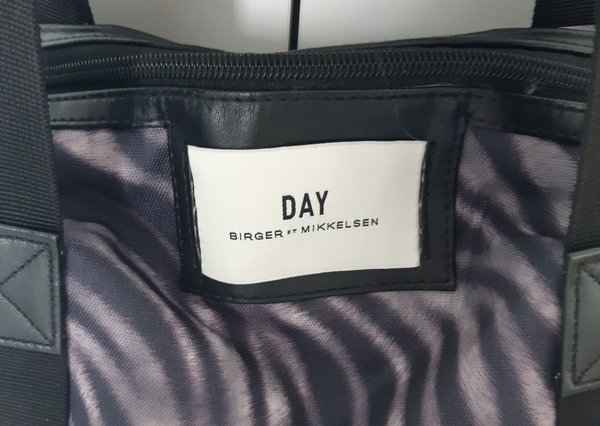 DAY
BIRGER ET MIKKELSEN